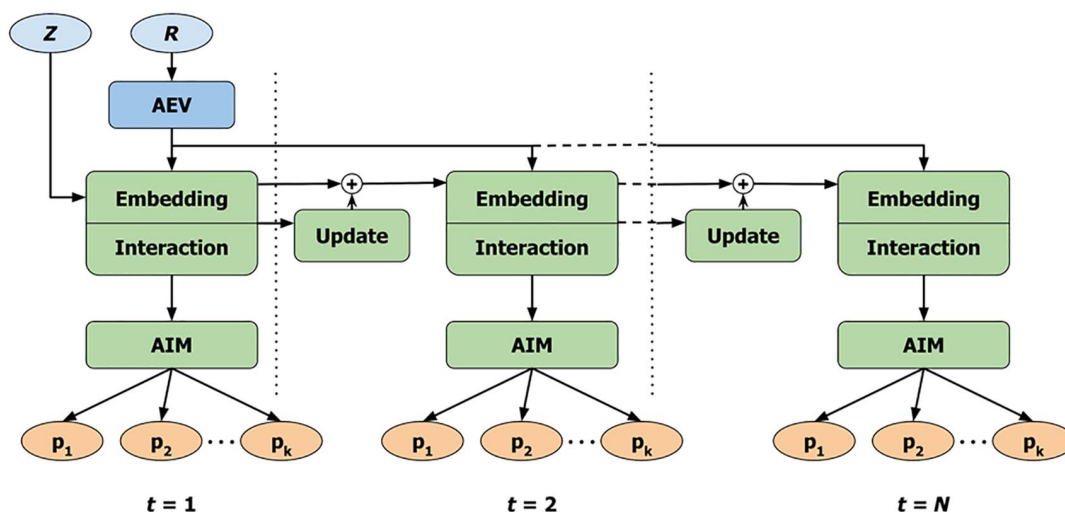 Z R
AEV
Embedding Embedding Embedding
Interaction Update Interaction Update Interaction
AIM AIM AIM
p1 p2 ... pk p1 p2 ... pk p1 p2 ... pk
t = 1 t = 2 t = N